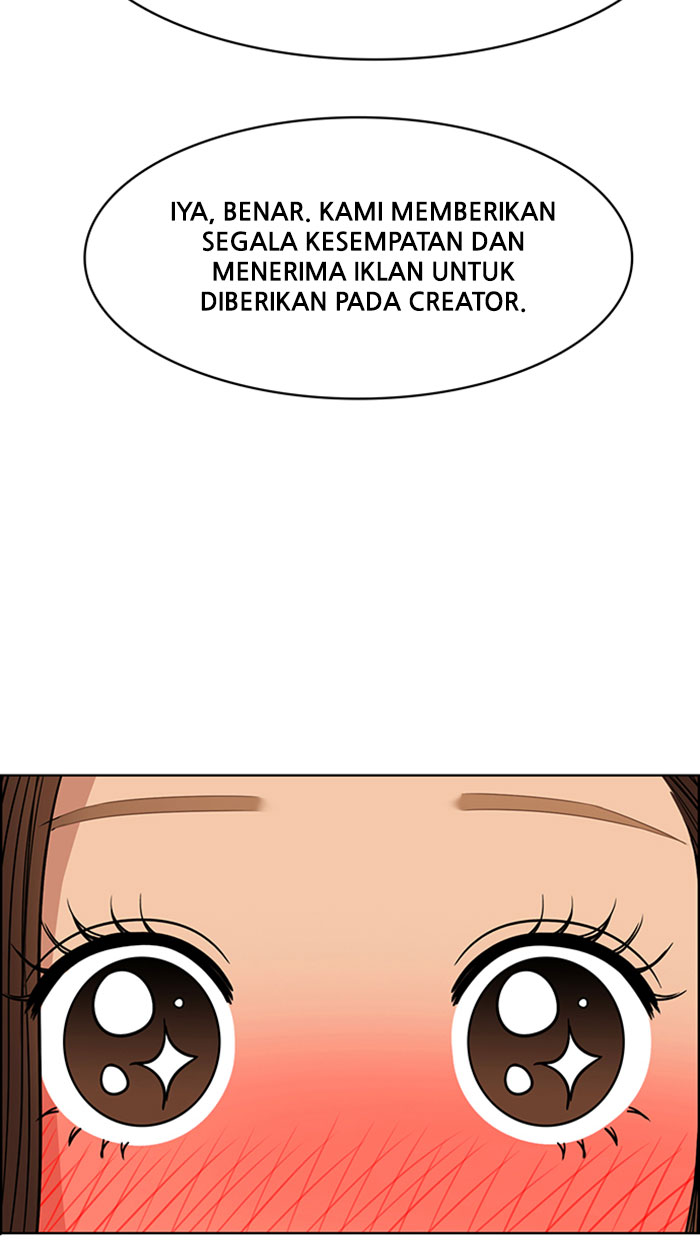 IYA, BENAR. KAMI MEMBERIKAN
SEGALA KESEMPATAN DAN
MENERIMA IKLAN UNTUK
DIBERIKAN PADA CREATOR.